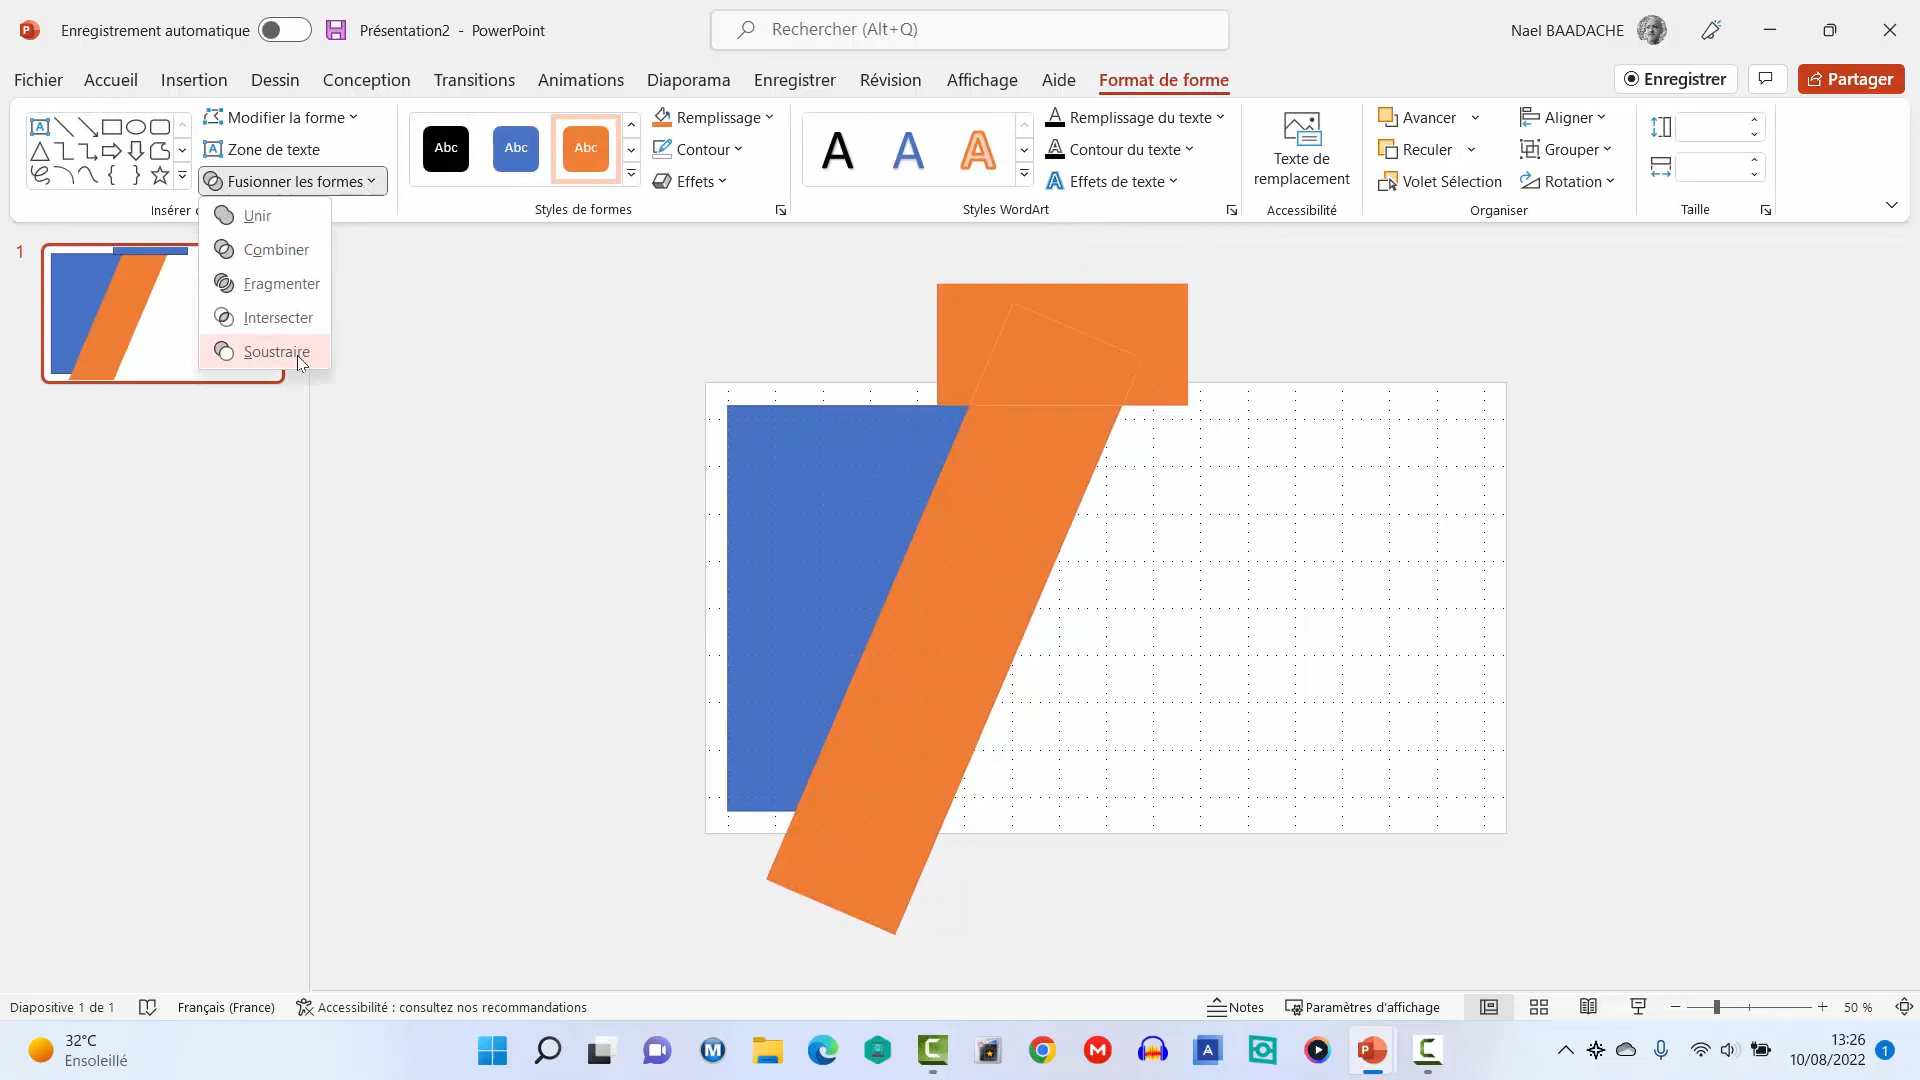 Enregistrement automatique
Présentation2 - PowerPoint
Rechercher (Alt+Q)
Nael BAADACHE
Fichier
Accueil
Insertion
Dessin
Conception
Transitions
Animations
Diaporama
Enregistrer
Révision
Affichage
Aide
Format de forme
Enregistrer
Partager
Modifier la forme
Zone de texte
Fusionner les formes
Abc
Abc
Abc
Remplissage
Contour
Effets
A
A
A
Remplissage du texte
Contour du texte
Effets de texte
Texte de
remplacement
Avancer
Reculer
Volet Sélection
Aligner
Grouper
Rotation
Insérer
Styles de formes
Styles WordArt
Accessibilité
Organiser
Taille
Unir
Combiner
Fragmenter
Intersecter
Soustraire
1
Diapositive 1 de 1
Français (France)
Accessibilité : consultez nos recommandations
Notes
Paramètres d'affichage
50 %
32°C
Ensoleillé
13:26
10/08/2022
1